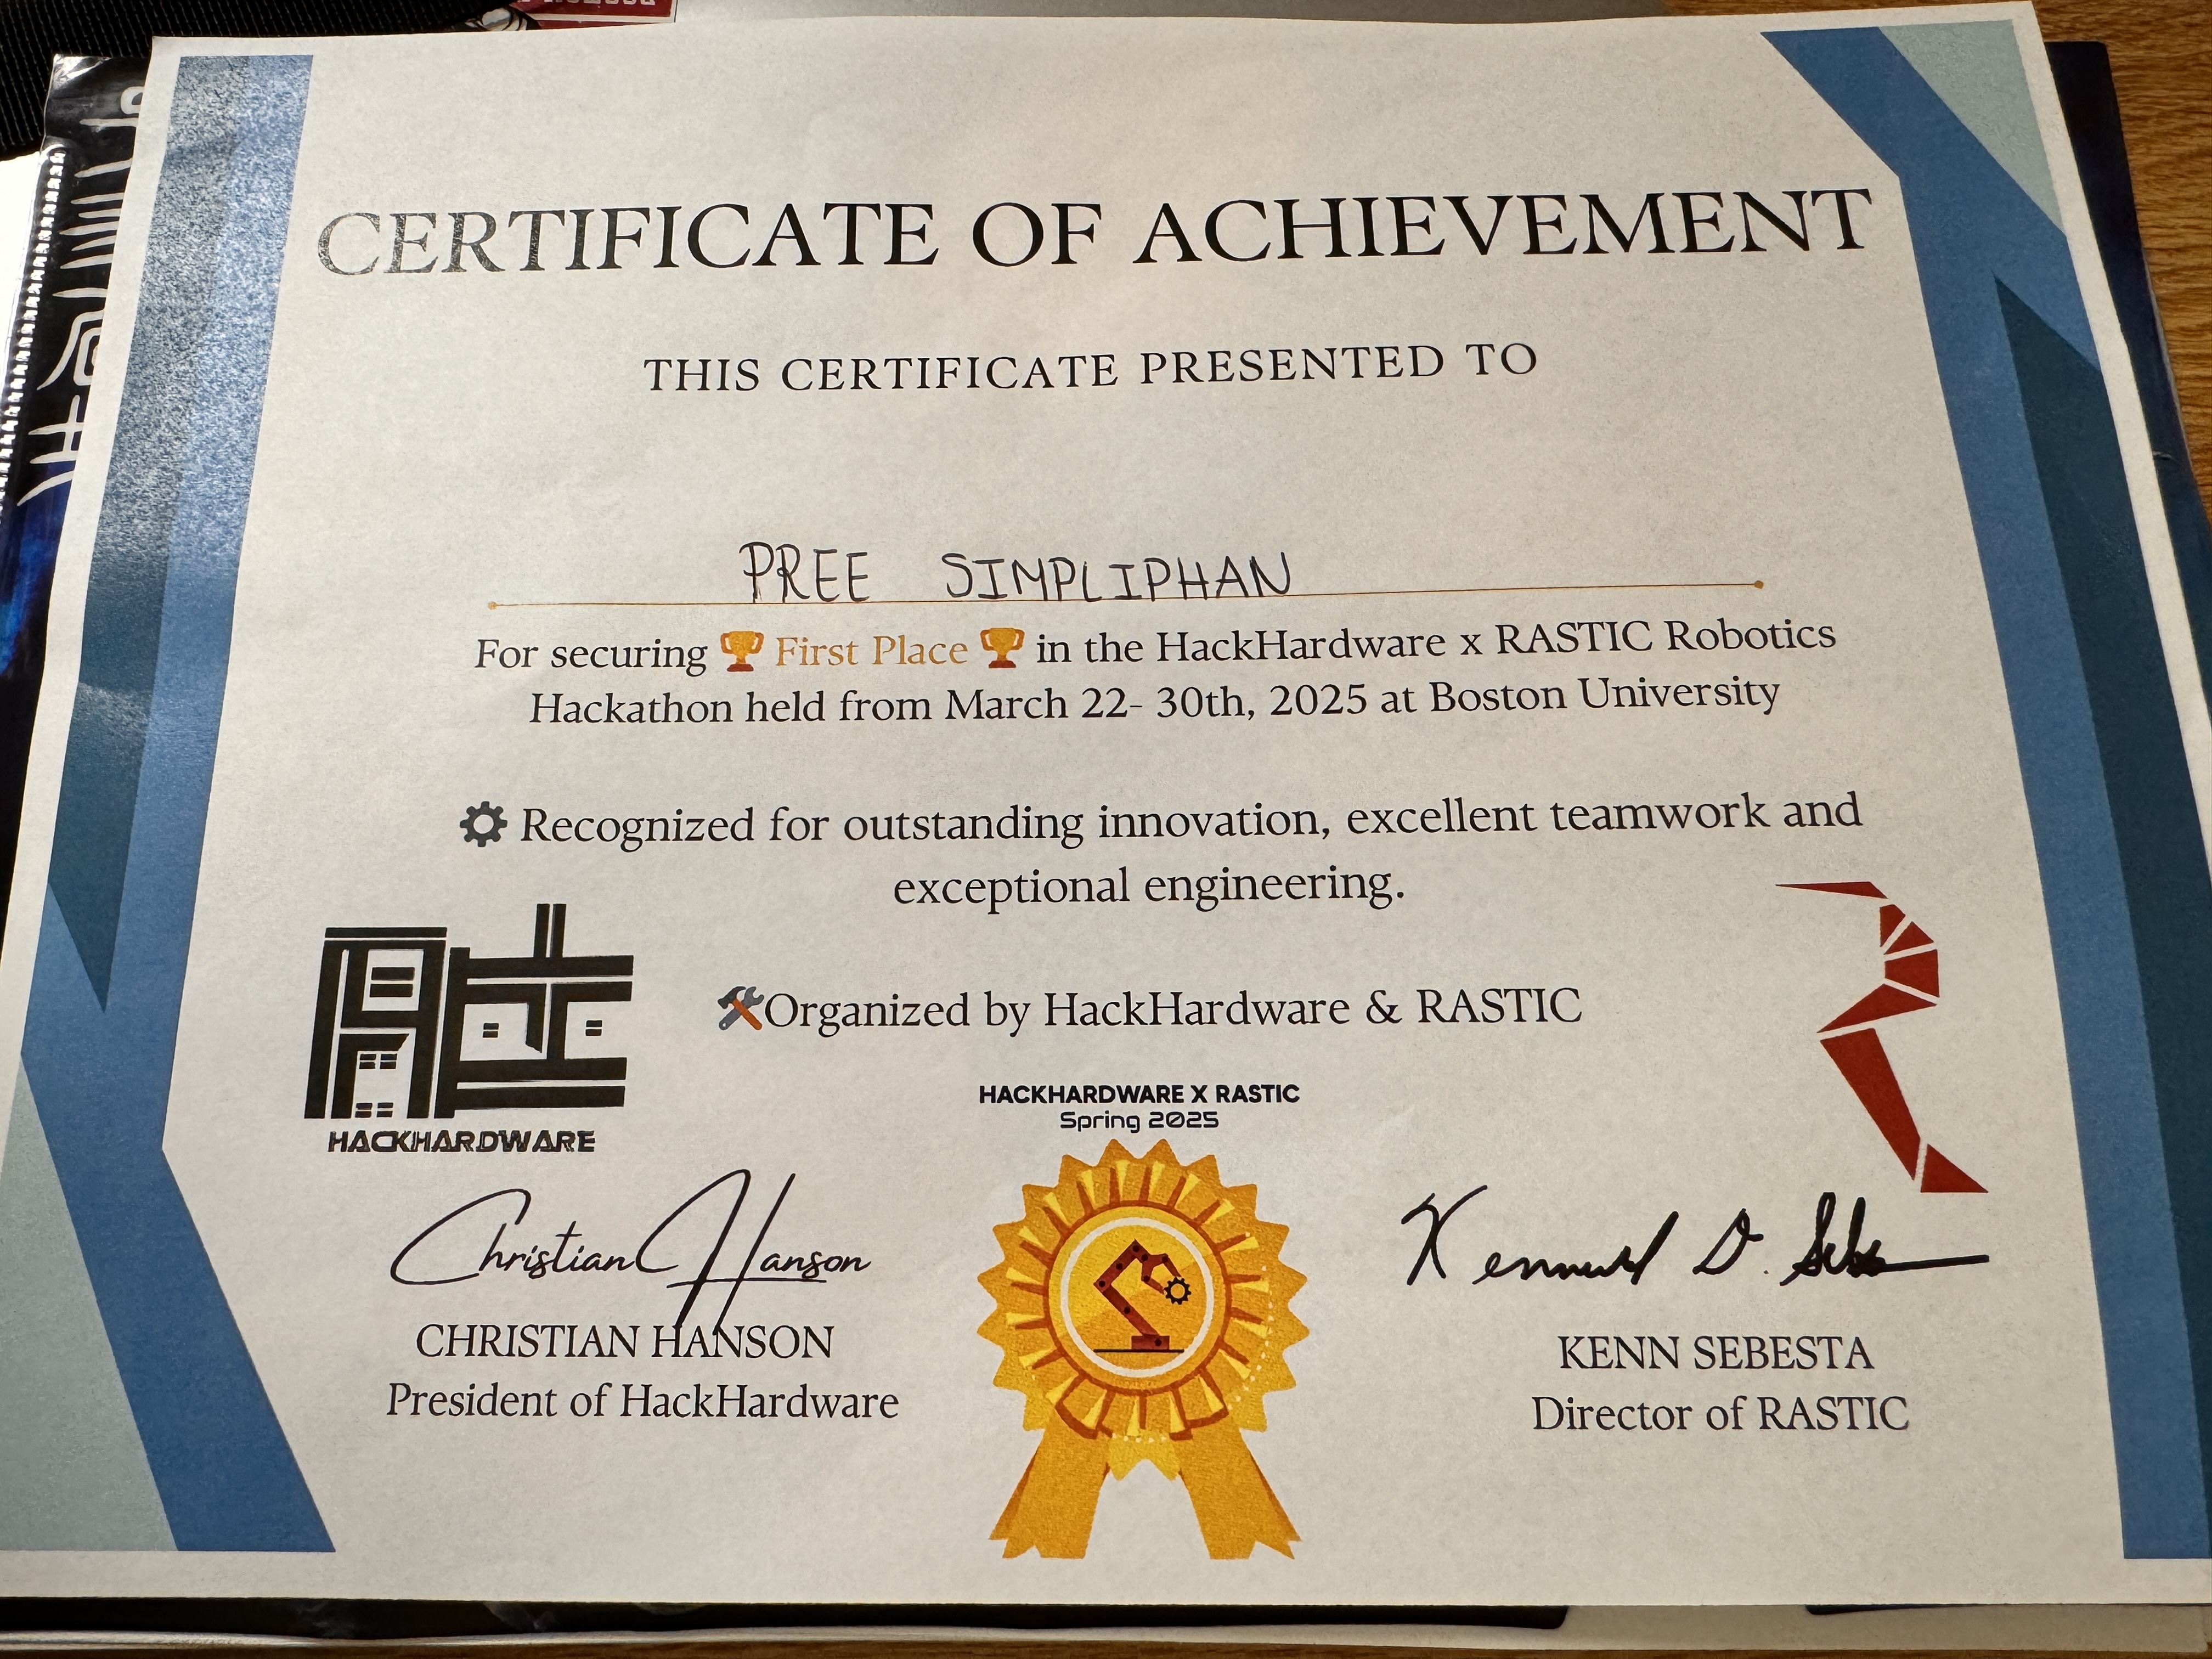 CERTIFICATE OF ACHIEVEMENT
THIS CERTIFICATE PRESENTED TO
PREE SIMPLIPHAN
For securing 🏆 First Place 🏆 in the HackHardware x RASTIC Robotics
Hackathon held from March 22- 30th, 2025 at Boston University
⚙ Recognized for outstanding innovation, excellent teamwork and
exceptional engineering.
🛠Organized by HackHardware & RASTIC
HACKHARDWARE
HACKHARDWARE X RASTIC
Spring 2025
Christian Hanson
CHRISTIAN HANSON
President of HackHardware
KENN SEBESTA
Director of RASTIC